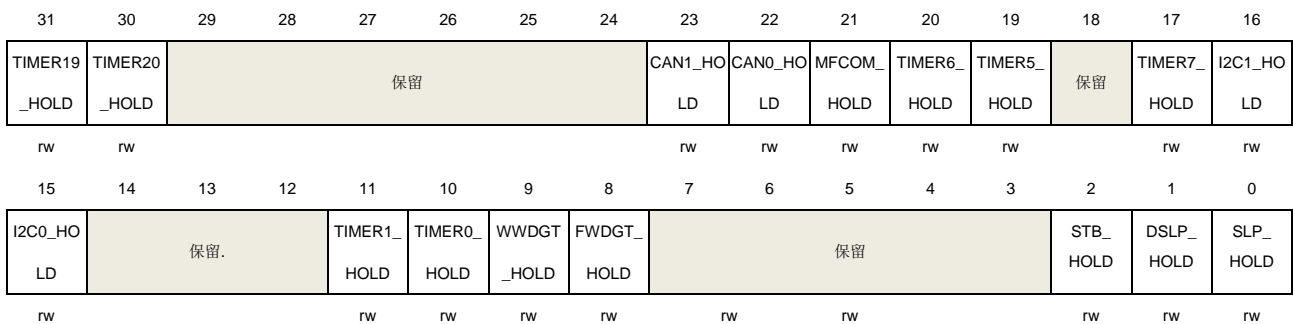 31 30 29 28 27 26 25 24 23 22 21 20 19 18 17 16
TIMER19 TIMER20 保留 CAN1_HO CAN0_HO MFCOM_ TIMER6_ TIMER5_ 保留 TIMER7_ I2C1_HO
_HOLD _HOLD LD LD HOLD HOLD HOLD HOLD LD
rw rw rw rw rw rw rw rw rw
15 14 13 12 11 10 9 8 7 6 5 4 3 2 1 0
I2C0_HO 保留. TIMER1_ TIMER0_ WWDGT FWDGT_ 保留 STB_ DSLP_ SLP_
LD HOLD HOLD _HOLD HOLD HOLD HOLD HOLD
rw rw rw rw rw rw rw rw rw rw